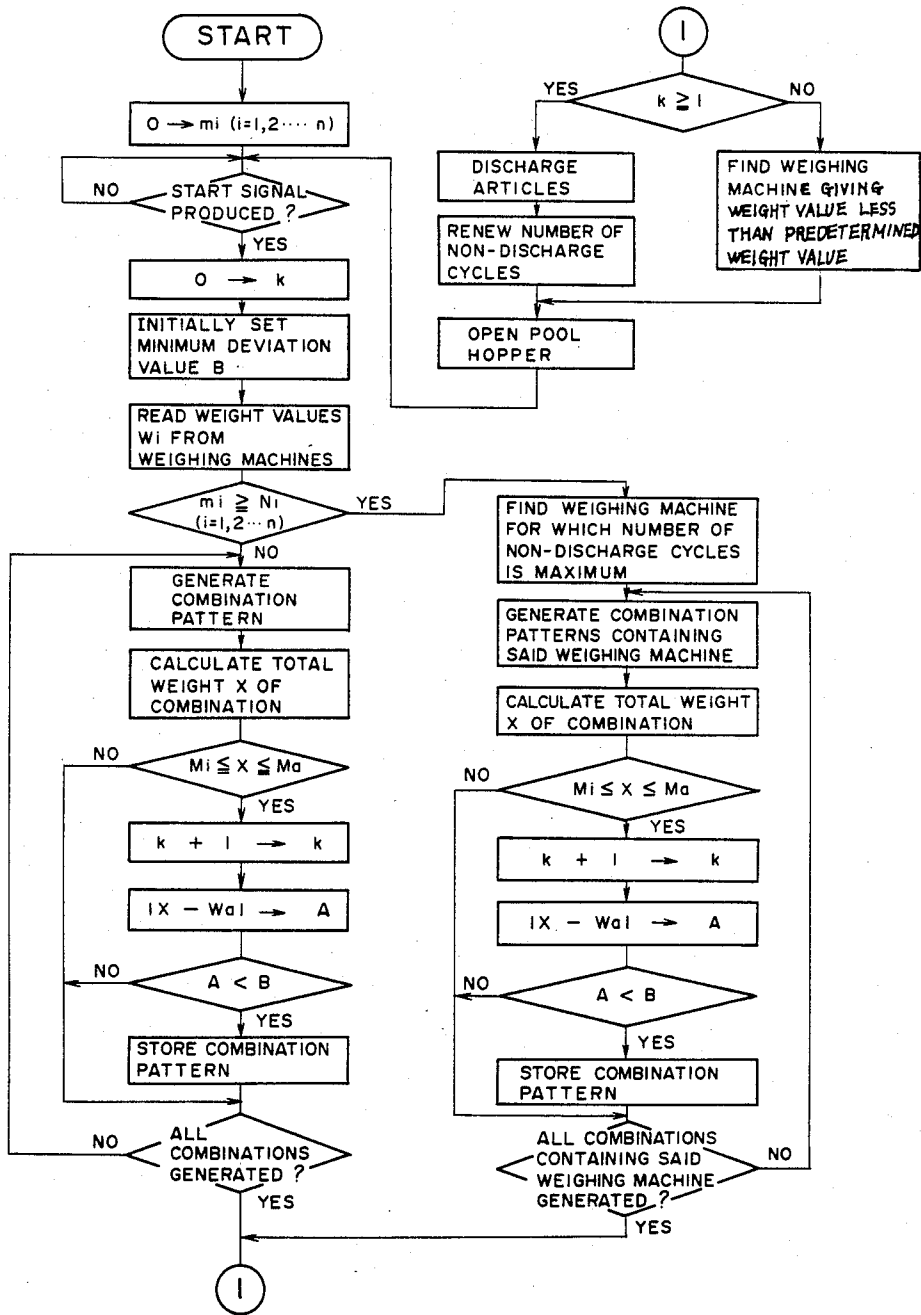 START
0 → mi (i=1,2···· n)
NO
START SIGNAL
PRODUCED ?
YES
0 → k
INITIALLY SET
MINIMUM DEVIATION
VALUE B
READ WEIGHT VALUES
Wi FROM
WEIGHING MACHINES
mi ≧ Ni
(i=1,2··· n)
YES
NO
GENERATE
COMBINATION
PATTERN
CALCULATE TOTAL
WEIGHT X OF
COMBINATION
NO
Mi ≦ X ≦ Ma
YES
k + 1 → k
|X - Wa| → A
NO
A < B
YES
STORE COMBINATION
PATTERN
NO
ALL
COMBINATIONS
GENERATED ?
YES
1
1
YES
k ≧ 1
NO
DISCHARGE
ARTICLES
RENEW NUMBER OF
NON-DISCHARGE
CYCLES
FIND WEIGHING
MACHINE GIVING
WEIGHT VALUE LESS
THAN PREDETERMINED
WEIGHT VALUE
OPEN POOL
HOPPER
FIND WEIGHING MACHINE
FOR WHICH NUMBER OF
NON-DISCHARGE CYCLES
IS MAXIMUM
GENERATE COMBINATION
PATTERNS CONTAINING
SAID WEIGHING MACHINE
CALCULATE TOTAL WEIGHT
X OF COMBINATION
NO
Mi ≤ X ≤ Ma
YES
k + 1 → k
|X - Wa| → A
NO
A < B
YES
STORE COMBINATION
PATTERN
ALL COMBINATIONS
CONTAINING SAID
WEIGHING MACHINE
GENERATED ?
NO
YES